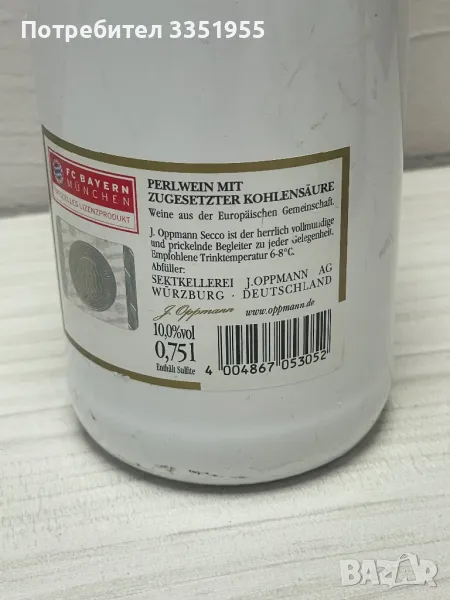 Потребител 3351955
FC BAYERN
MÜNCHEN
OFFIZIELLES LIZENZPRODUKT
PERLWEIN MIT
ZUGESETZTER KOHLENSÄURE
Weine aus der Europäischen Gemeinschaft.
J. Oppmann Secco ist der herrlich vollmundige
und prickelnde Begleiter zu jeder Gelegenheit.
Empfohlene Trinktemperatur 6-8°C.
Abfüller:
SEKTKELLEREI J.OPPMANN AG
WÜRZBURG · DEUTSCHLAND
J. Oppmann www.oppmann.de
10,0%vol
0,75l
Enthält Sulfite
4 004867 053052
BAZAR